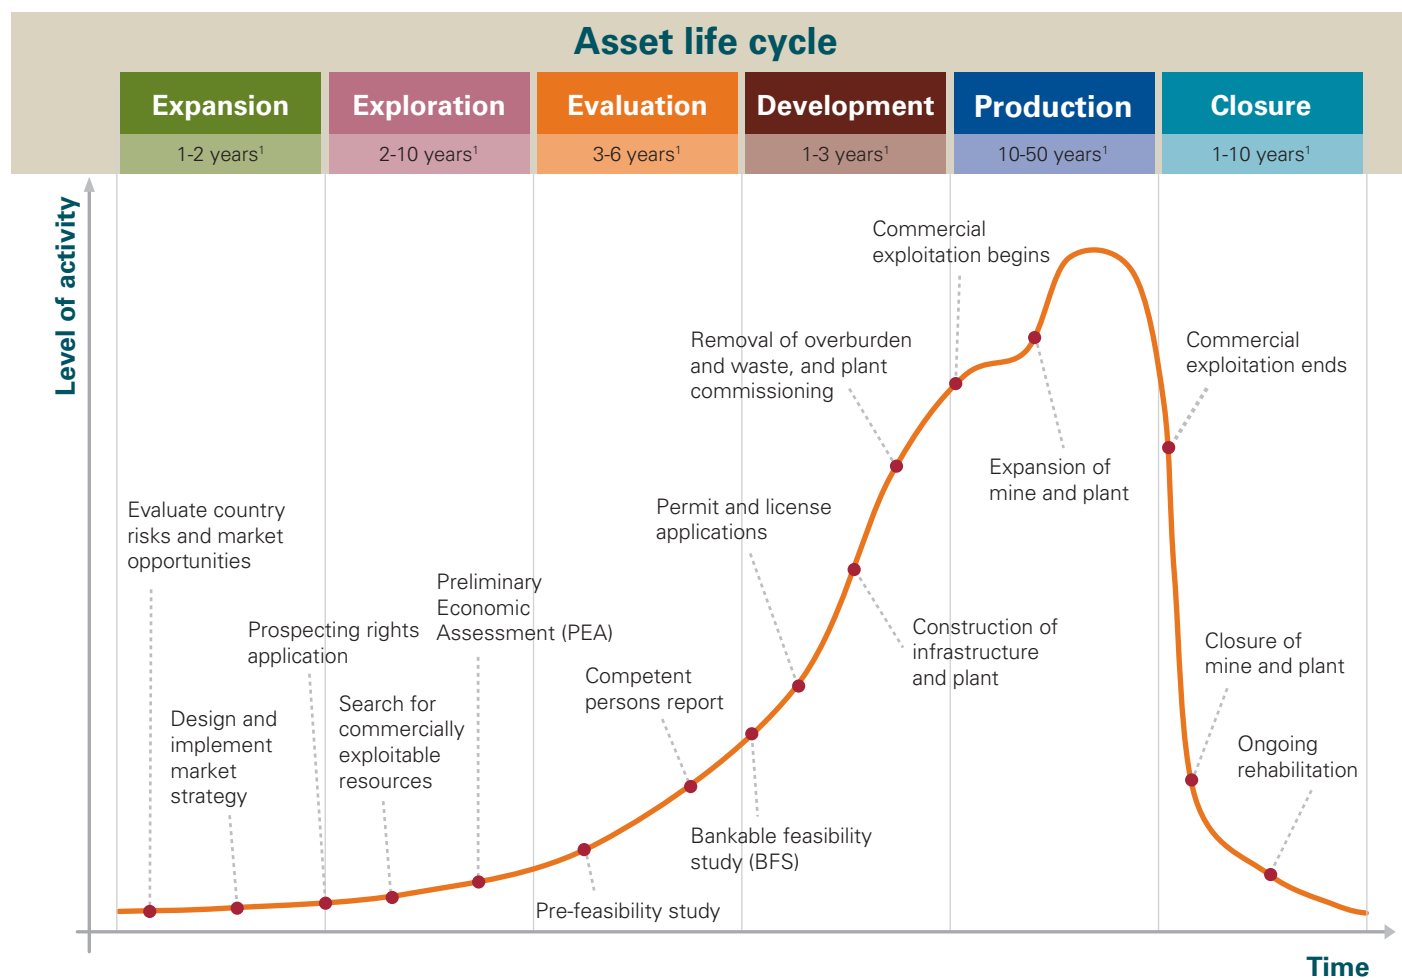 Asset life cycle
Expansion
Exploration
Evaluation
Development
Production
Closure
1-2 years¹
2-10 years¹
3-6 years¹
1-3 years¹
10-50 years¹
1-10 years¹
Level of activity
Evaluate country
risks and market
opportunities
Design and
implement
market
strategy
Prospecting rights
application
Search for
commercially
exploitable
resources
Preliminary
Economic
Assessment (PEA)
Pre-feasibility study
Competent
persons report
Bankable feasibility
study (BFS)
Permit and license
applications
Construction of
infrastructure
and plant
Removal of overburden
and waste, and plant
commissioning
Commercial
exploitation begins
Expansion of
mine and plant
Commercial
exploitation ends
Closure of
mine and plant
Ongoing
rehabilitation
Time